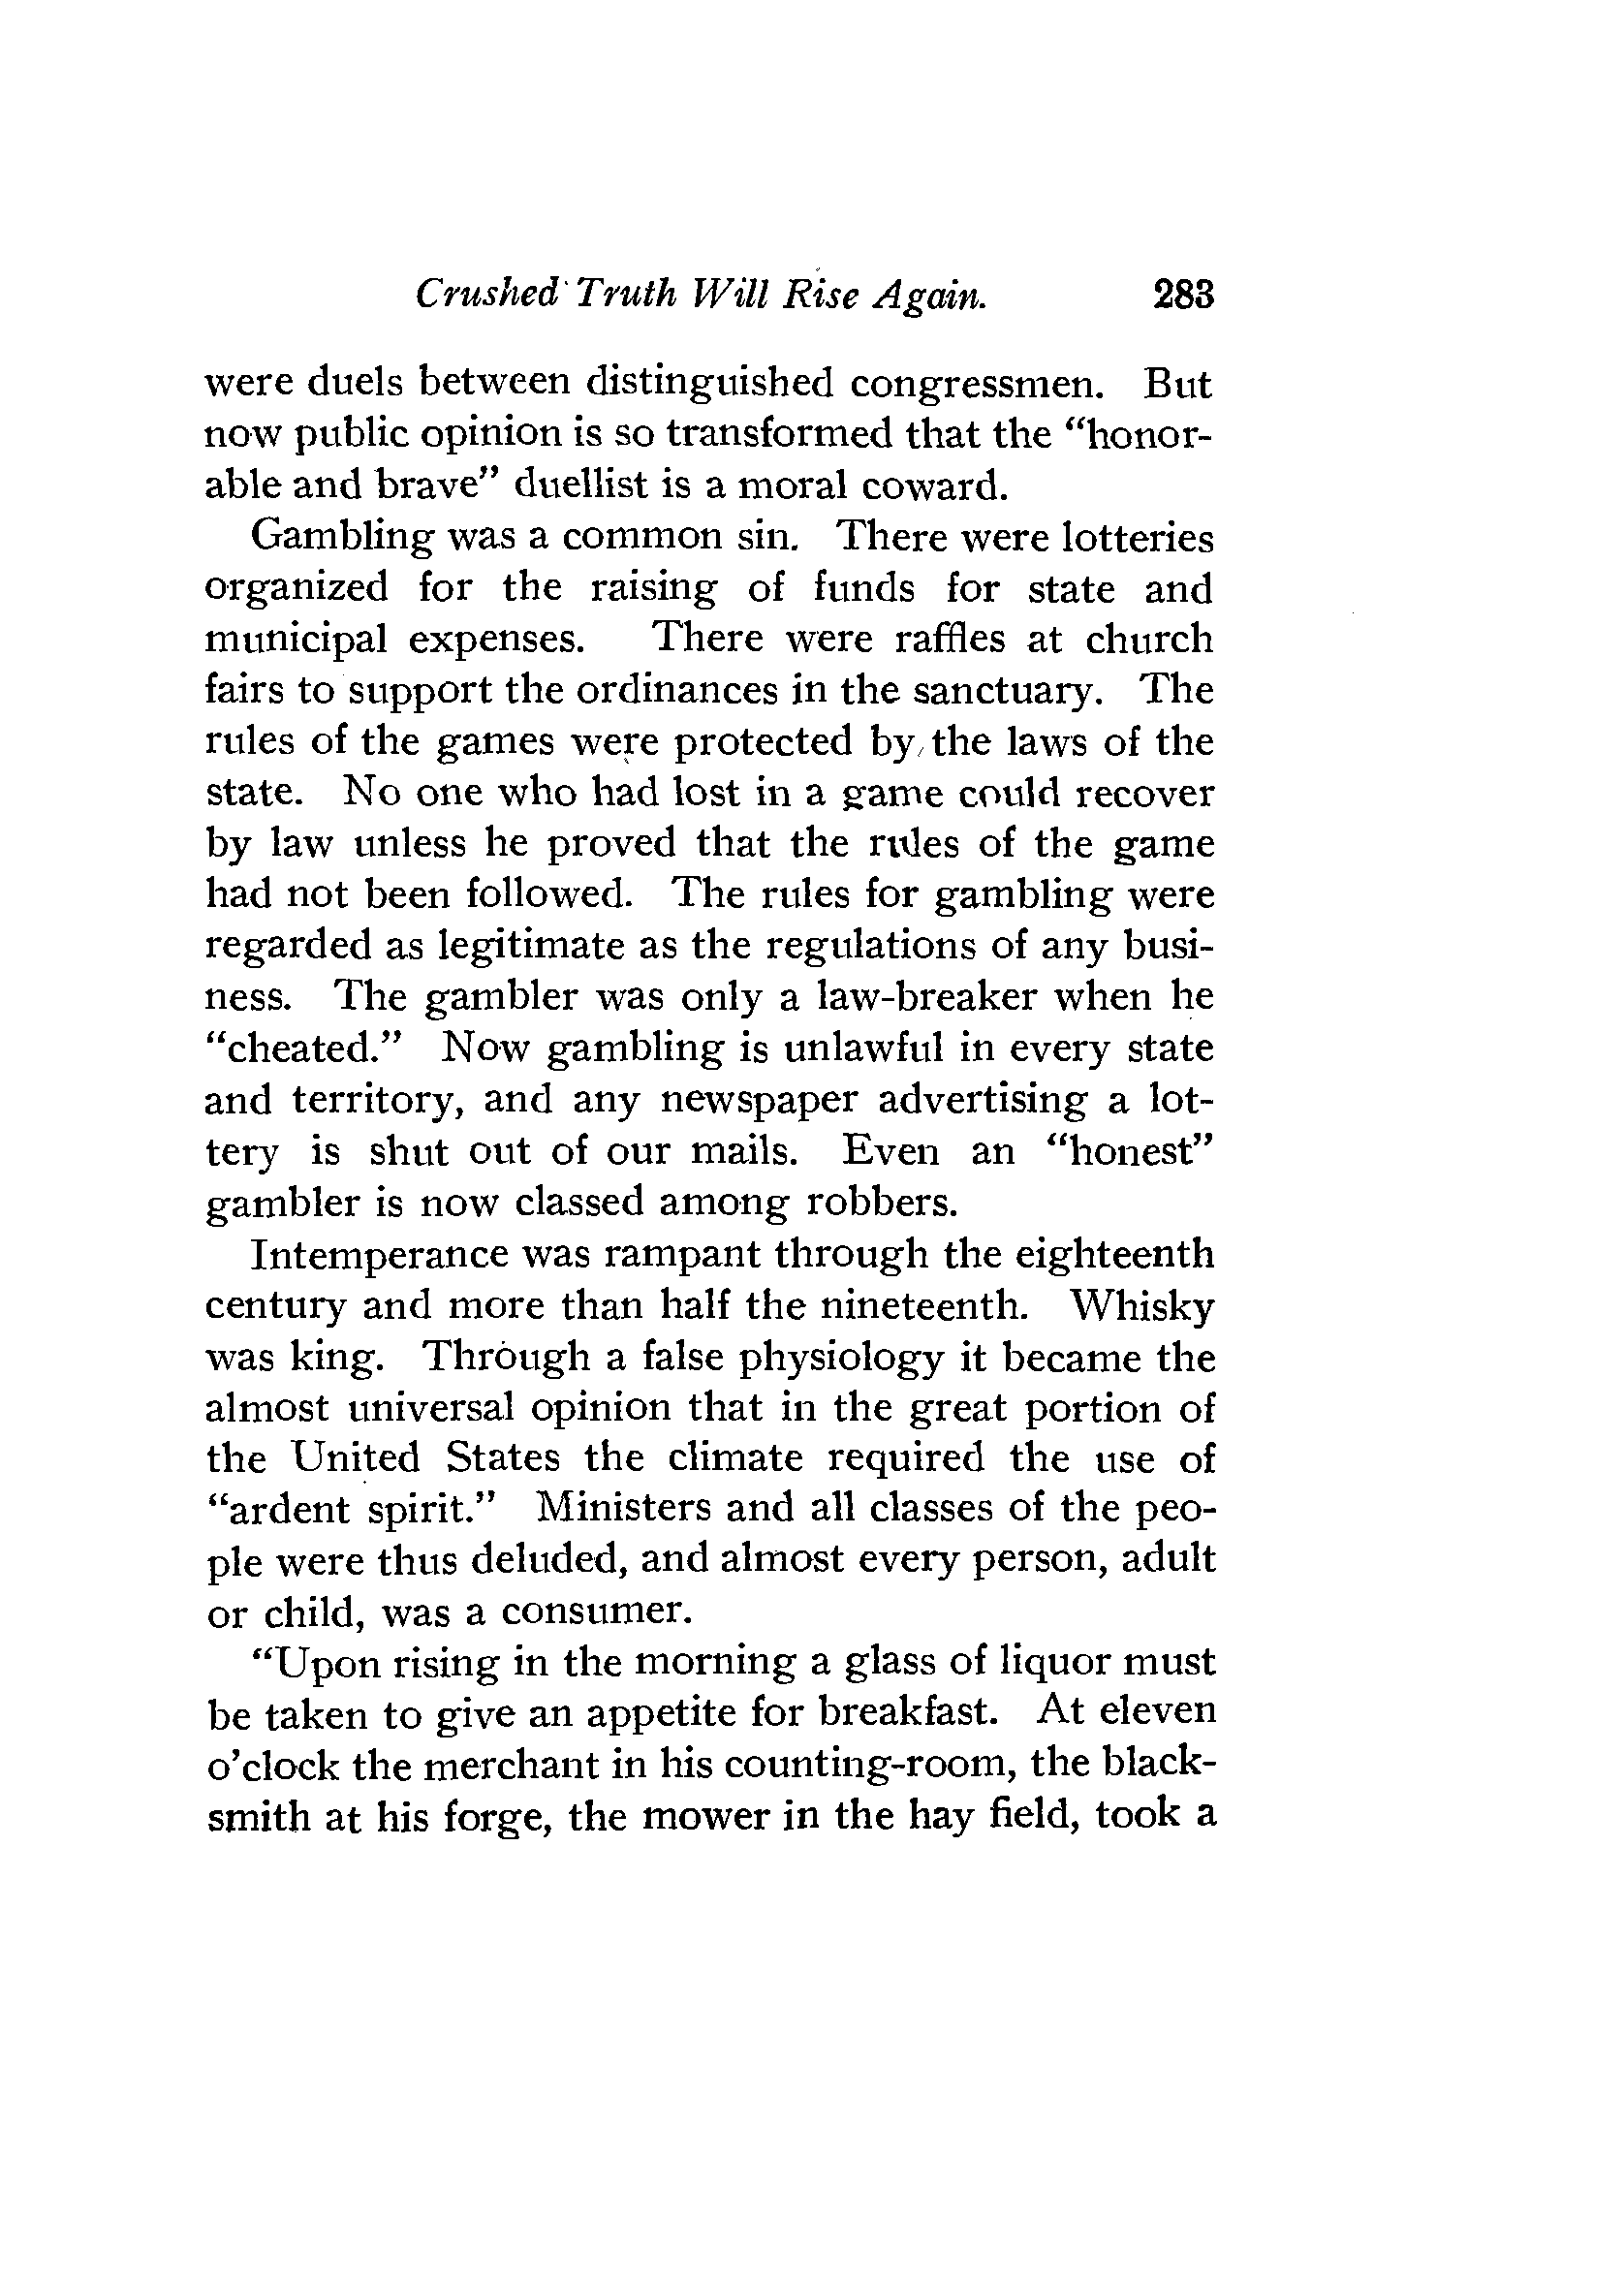 Crushed Truth Will Rise Again. 283
were duels between distinguished congressmen. But
now public opinion is so transformed that the “honor-
able and brave” duellist is a moral coward.
Gambling was a common sin. There were lotteries
organized for the raising of funds for state and
municipal expenses. There were raffles at church
fairs to support the ordinances in the sanctuary. The
rules of the games were protected by the laws of the
state. No one who had lost in a game could recover
by law unless he proved that the rules of the game
had not been followed. The rules for gambling were
regarded as legitimate as the regulations of any busi-
ness. The gambler was only a law-breaker when he
“cheated.” Now gambling is unlawful in every state
and territory, and any newspaper advertising a lot-
tery is shut out of our mails. Even an “honest”
gambler is now classed among robbers.
Intemperance was rampant through the eighteenth
century and more than half the nineteenth. Whisky
was king. Through a false physiology it became the
almost universal opinion that in the great portion of
the United States the climate required the use of
“ardent spirit.” Ministers and all classes of the peo-
ple were thus deluded, and almost every person, adult
or child, was a consumer.
“Upon rising in the morning a glass of liquor must
be taken to give an appetite for breakfast. At eleven
o’clock the merchant in his counting-room, the black-
smith at his forge, the mower in the hay field, took a